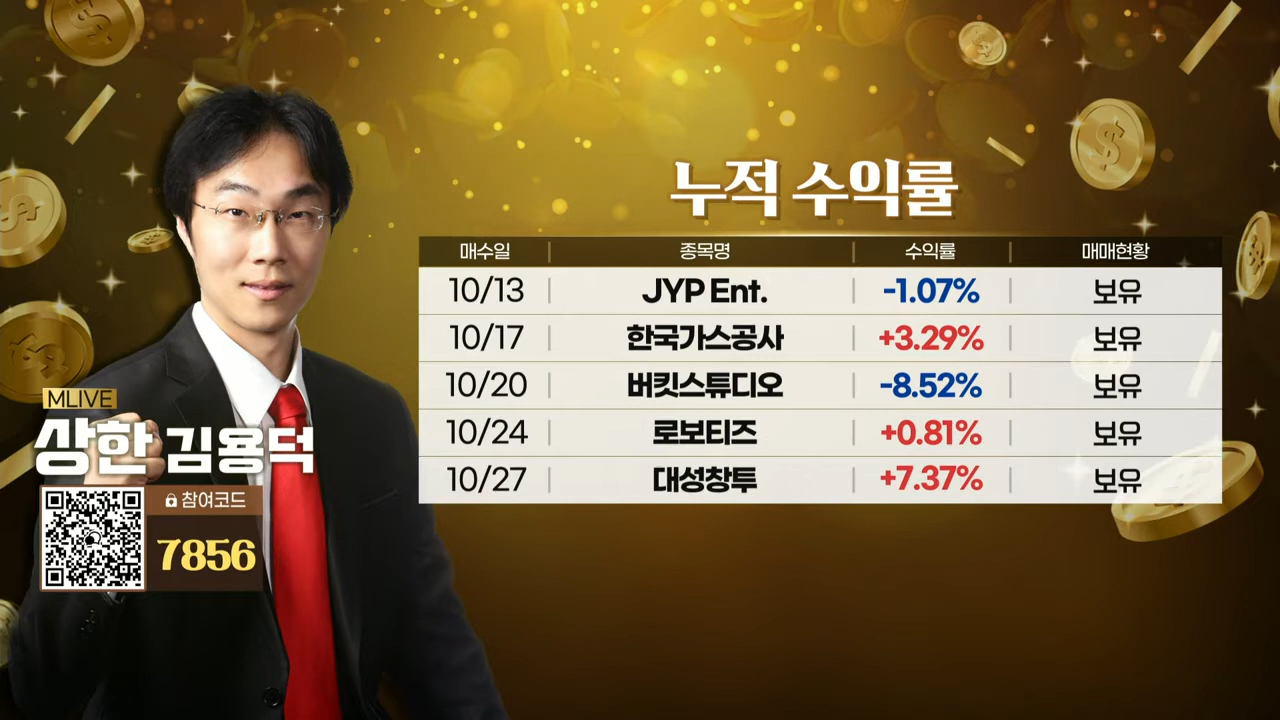 누적 수익률
매수일 종목명 수익률 매매현황
10/13 JYP Ent. -1.07% 보유
10/17 한국가스공사 +3.29% 보유
10/20 버킷스튜디오 -8.52% 보유
10/24 로보티즈 +0.81% 보유
10/27 대성창투 +7.37% 보유
MLIVE
상한 김용덕
참여코드
7856